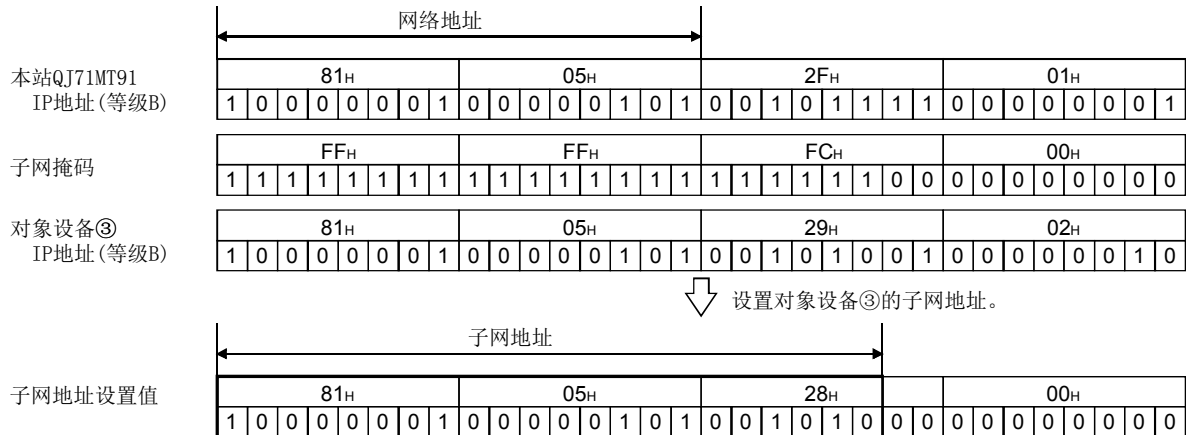 网络地址
本站QJ71MT91
IP地址(等级B)
81H 05H 2FH 01H
1 0 0 0 0 0 0 1 0 0 0 0 0 1 0 1 0 0 1 0 1 1 1 1 0 0 0 0 0 0 0 1
子网掩码
FFH FFH FCH 00H
1 1 1 1 1 1 1 1 1 1 1 1 1 1 1 1 1 1 1 1 1 1 0 0 0 0 0 0 0 0 0 0
对象设备③
IP地址(等级B)
81H 05H 29H 02H
1 0 0 0 0 0 0 1 0 0 0 0 0 1 0 1 0 0 1 0 1 0 0 1 0 0 0 0 0 0 1 0
设置对象设备③的子网地址。
子网地址
子网地址设置值
81H 05H 28H 00H
1 0 0 0 0 0 0 1 0 0 0 0 0 1 0 1 0 0 1 0 1 0 0 0 0 0 0 0 0 0 0 0